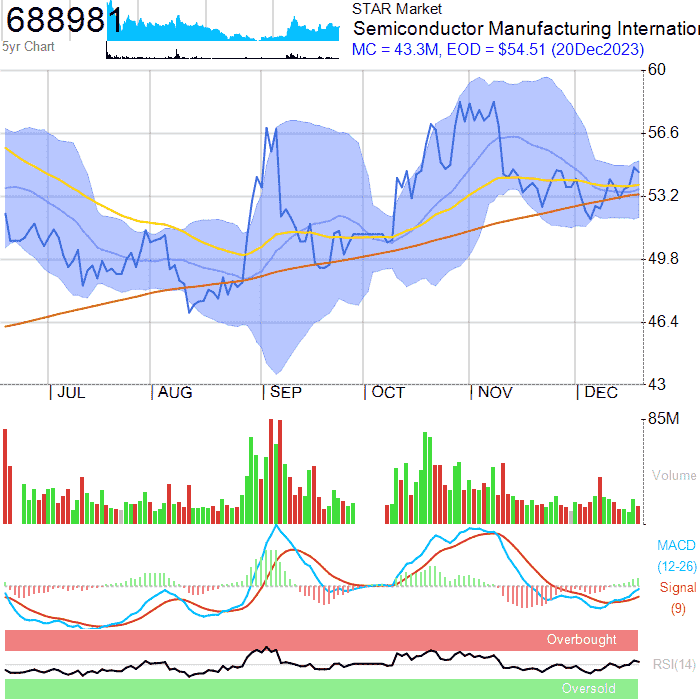 688981
5yr Chart
STAR Market
Semiconductor Manufacturing Internatio
MC = 43.3M, EOD = $54.51 (20Dec2023)
60
56.6
53.2
49.8
46.4
43
JUL AUG SEP OCT NOV DEC
85M
Volume
MACD
(12-26)
Signal
(9)
Overbought
RSI(14)
Oversold